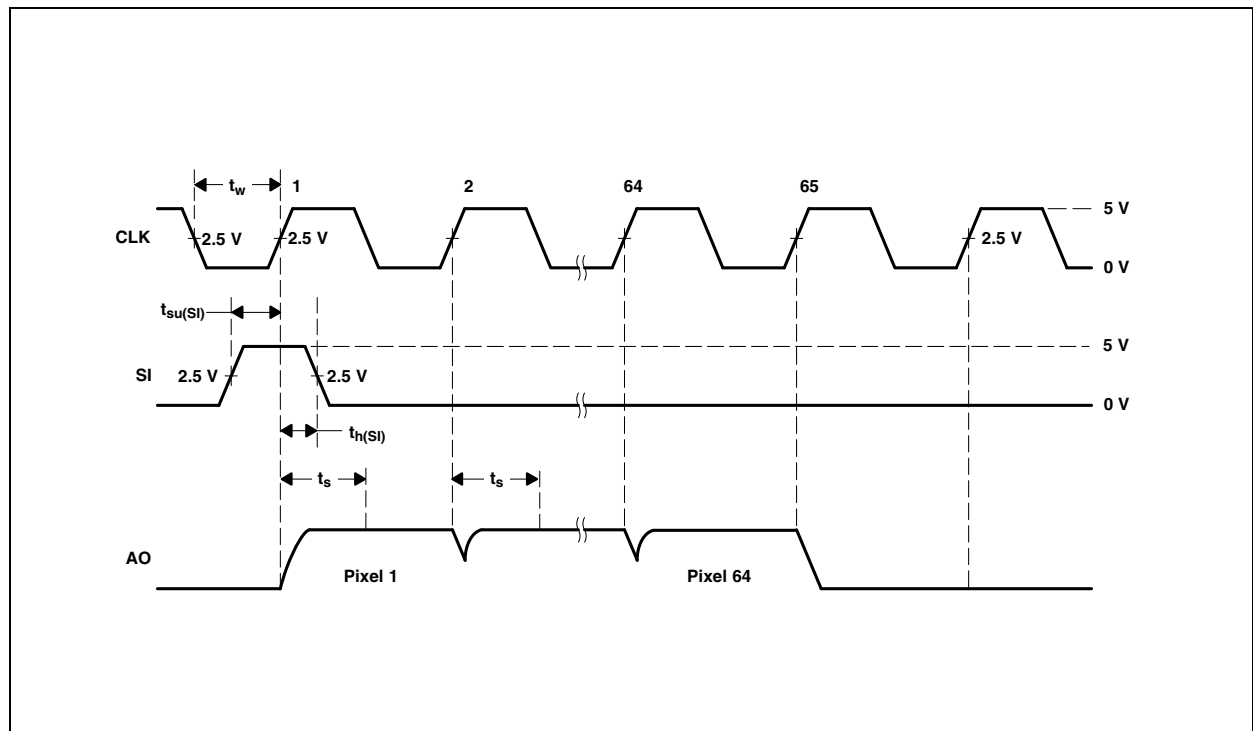 t_w 1 2 64 65
5 V
CLK 2.5 V 2.5 V 2.5 V
0 V
t_su(SI)
5 V
SI 2.5 V 2.5 V
0 V
t_h(SI)
t_s t_s
AO
Pixel 1 Pixel 64